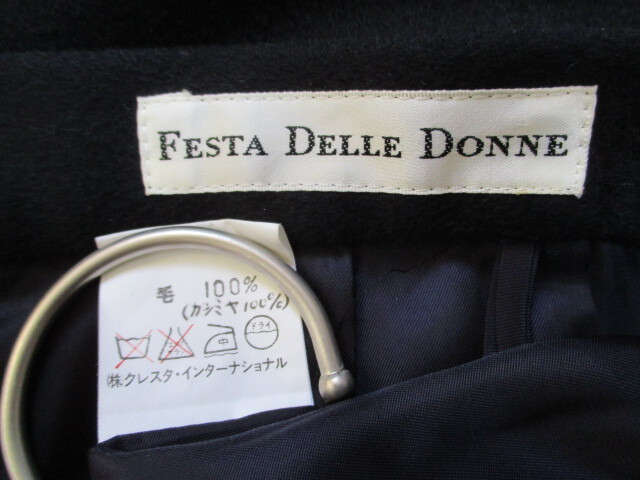 FESTA DELLE DONNE
毛 100%
(カシミヤ100%)
中 ドライ
(株)クレスタ・インターナショナル